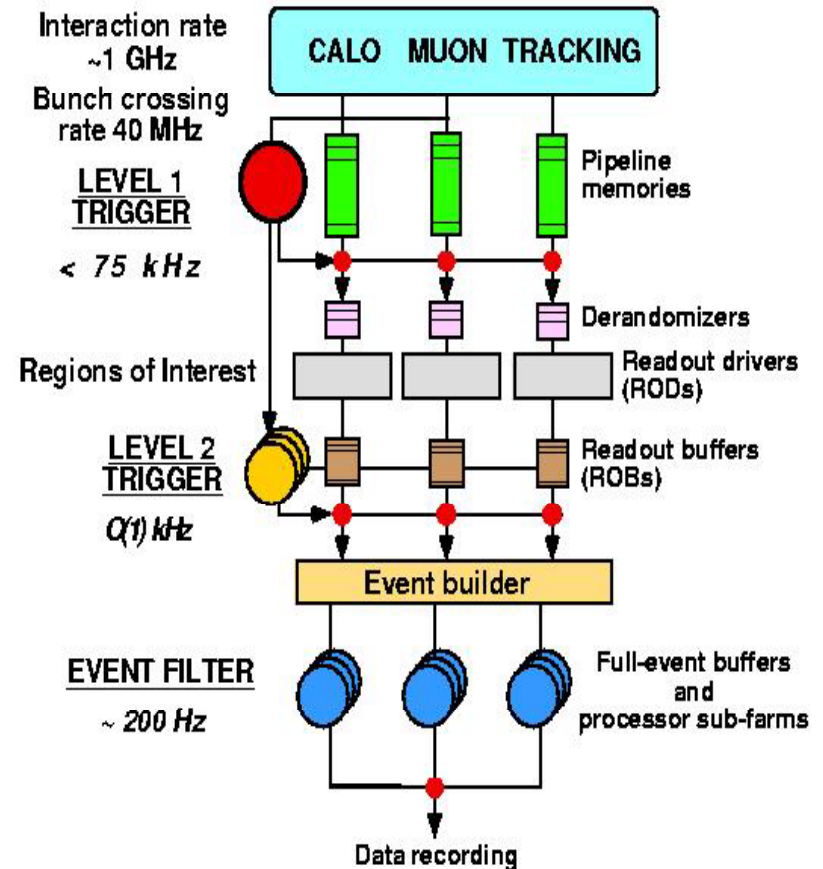 Interaction rate
~1 GHz
CALO MUON TRACKING
Bunch crossing
rate 40 MHz
LEVEL 1
TRIGGER
Pipeline
memories
< 75 kHz
Derandomizers
Regions of Interest
Readout drivers
(RODs)
LEVEL 2
TRIGGER
Readout buffers
(ROBs)
O(1) kHz
Event builder
EVENT FILTER
~ 200 Hz
Full-event buffers
and
processor sub-farms
Data recording